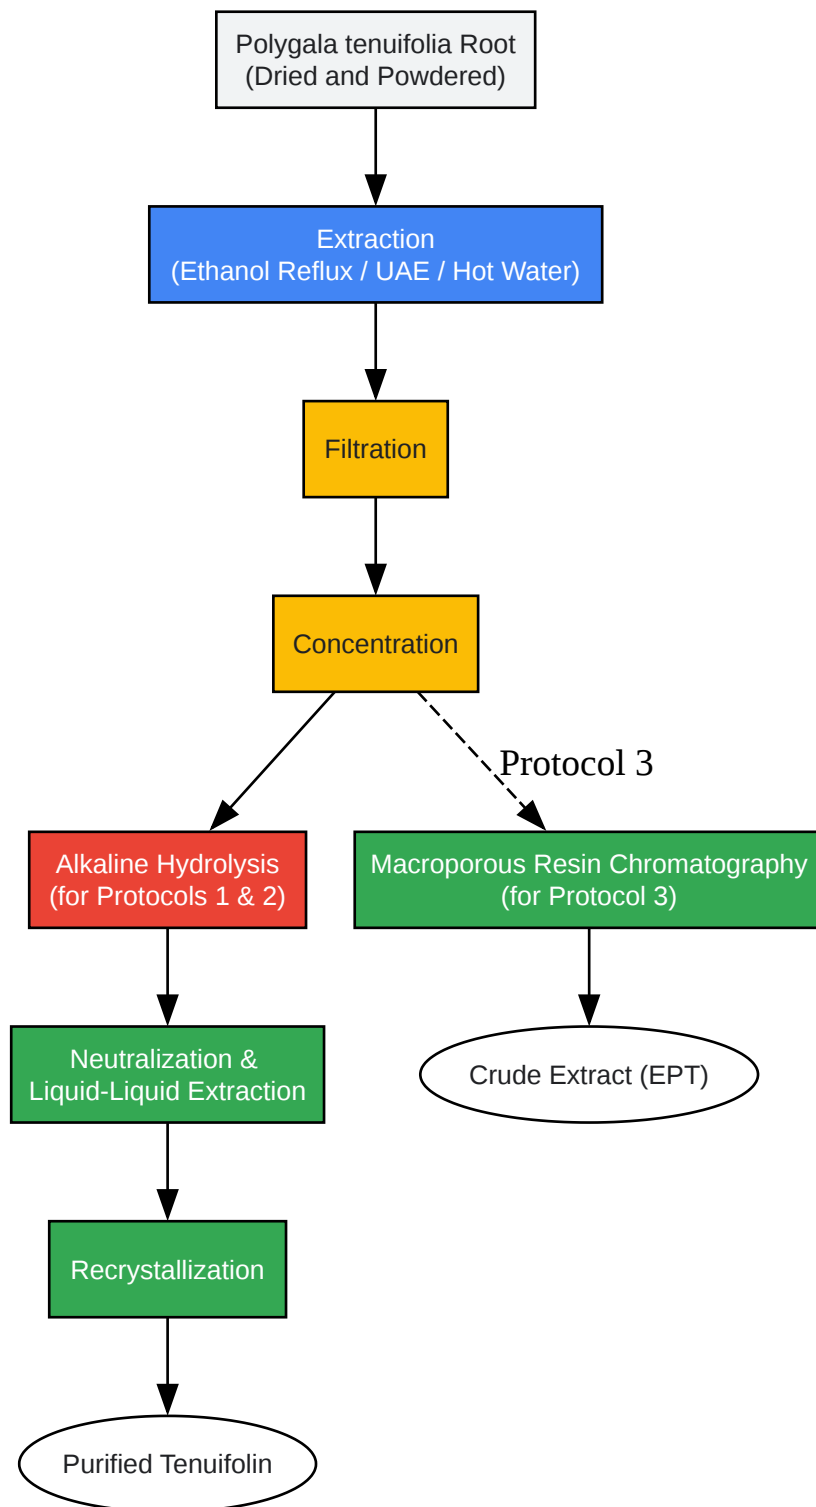 Polygala tenuifolia Root
(Dried and Powdered)
Extraction
(Ethanol Reflux / UAE / Hot Water)
Filtration
Concentration
Protocol 3
Alkaline Hydrolysis
(for Protocols 1 & 2)
Macroporous Resin Chromatography
(for Protocol 3)
Neutralization &
Liquid-Liquid Extraction
Crude Extract (EPT)
Recrystallization
Purified Tenuifolin